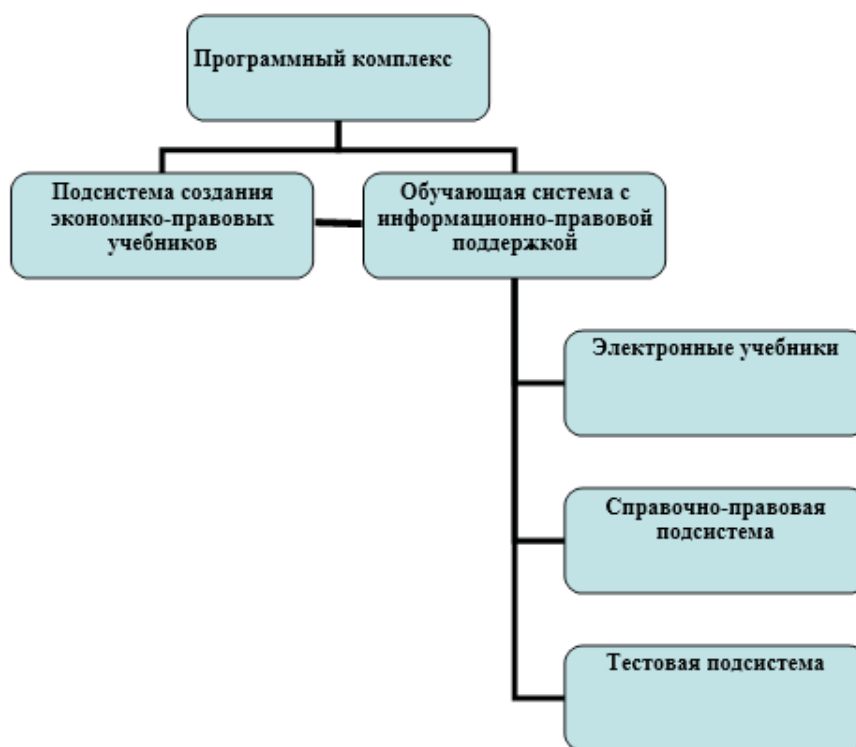 Программный комплекс
Подсистема создания
экономико-правовых
учебников
Обучающая система с
информационно-правовой
поддержкой
Электронные учебники
Справочно-правовая
подсистема
Тестовая подсистема